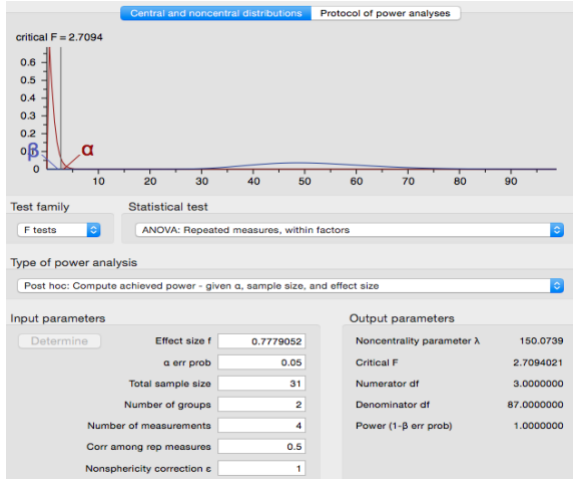 Central and noncentral distributions Protocol of power analyses
critical F = 2.7094
0.6
0.5
0.4
0.3
0.2
β α
0
10 20 30 40 50 60 70 80 90
Test family Statistical test
F tests ANOVA: Repeated measures, within factors
Type of power analysis
Post hoc: Compute achieved power - given α, sample size, and effect size
Input parameters Output parameters
Determine Effect size f 0.7779052 Noncentrality parameter λ 150.0739
α err prob 0.05 Critical F 2.7094021
Total sample size 31 Numerator df 3.0000000
Number of groups 2 Denominator df 87.0000000
Number of measurements 4 Power (1-β err prob) 1.0000000
Corr among rep measures 0.5
Nonsphericity correction ε 1